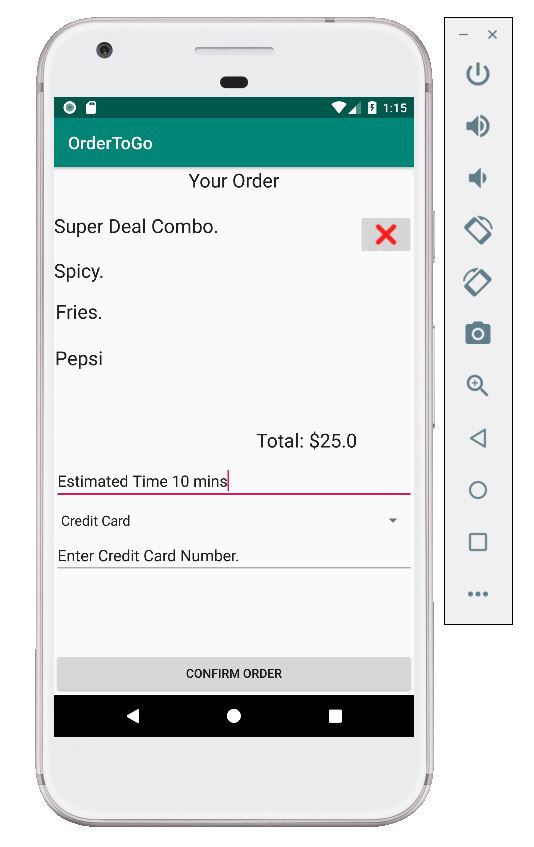 1:15
OrderToGo
Your Order
Super Deal Combo.
Spicy.
Fries.
Pepsi
Total: $25.0
Estimated Time 10 mins
Credit Card
Enter Credit Card Number.
CONFIRM ORDER